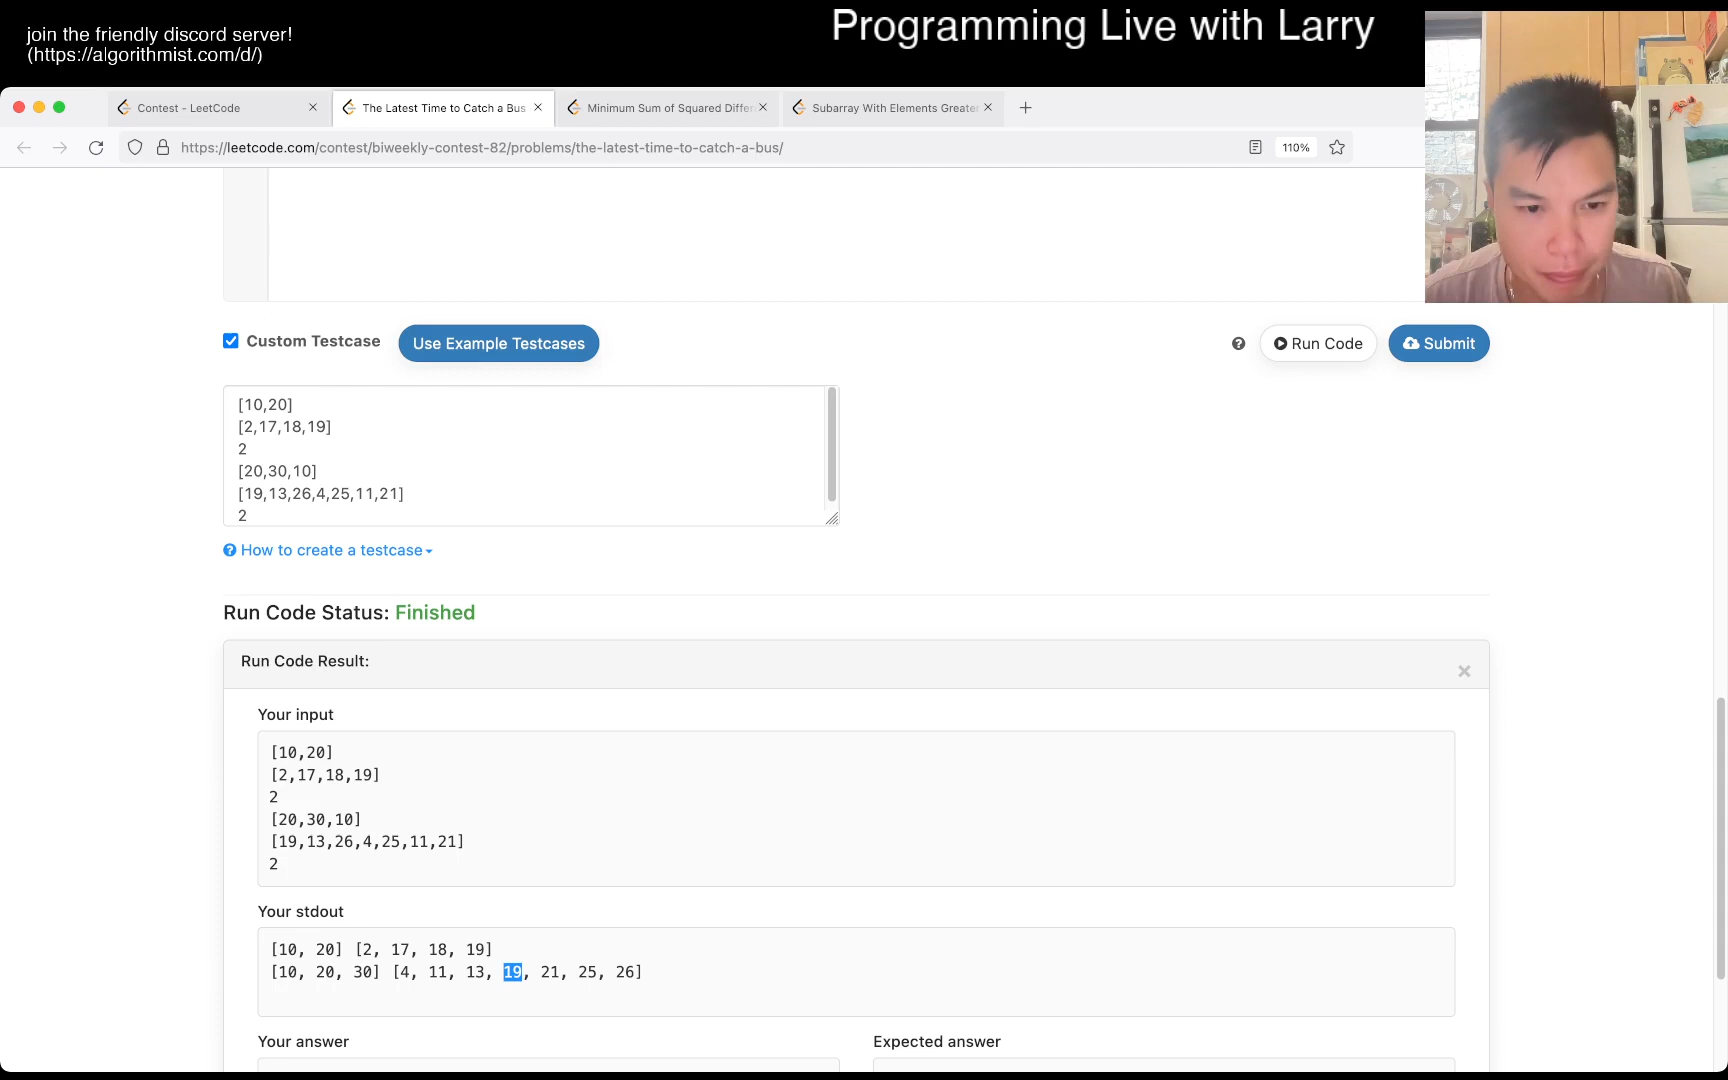 join the friendly discord server!
(https://algorithmist.com/d/)
Programming Live with Larry
Contest - LeetCode
The Latest Time to Catch a Bus
Minimum Sum of Squared Differ
Subarray With Elements Greate
https://leetcode.com/contest/biweekly-contest-82/problems/the-latest-time-to-catch-a-bus/
110%
Custom Testcase
Use Example Testcases
Run Code
Submit
[10,20]
[2,17,18,19]
2
[20,30,10]
[19,13,26,4,25,11,21]
2
How to create a testcase
Run Code Status: Finished
Run Code Result:
Your input
[10,20]
[2,17,18,19]
2
[20,30,10]
[19,13,26,4,25,11,21]
2
Your stdout
[10, 20] [2, 17, 18, 19]
[10, 20, 30] [4, 11, 13, 19, 21, 25, 26]
Your answer
Expected answer